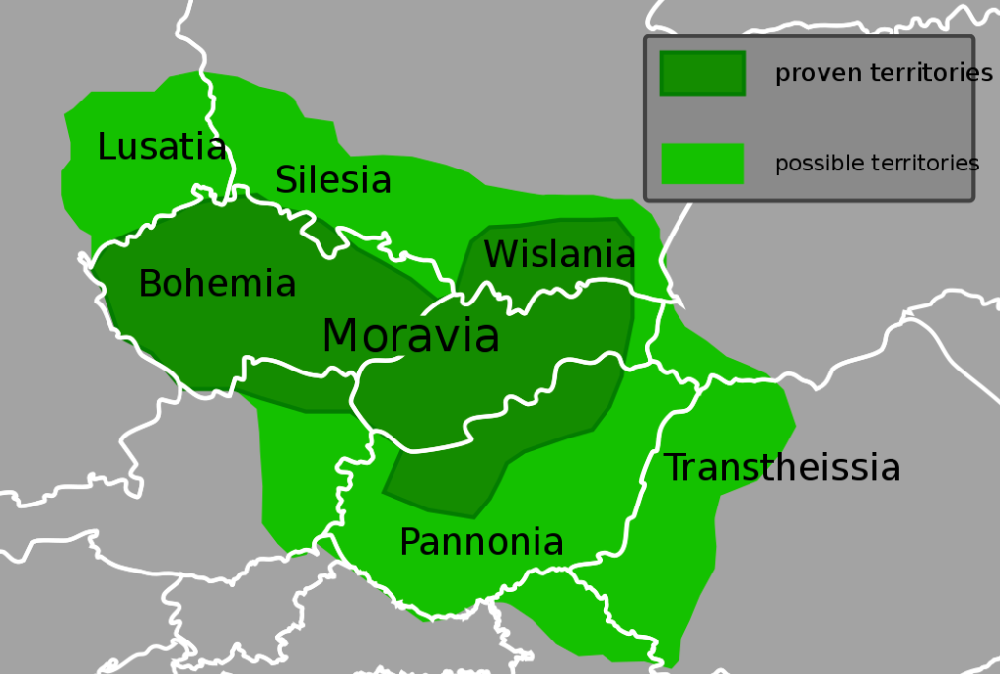 proven territories
possible territories
Lusatia
Silesia
Wislania
Bohemia
Moravia
Transtheissia
Pannonia